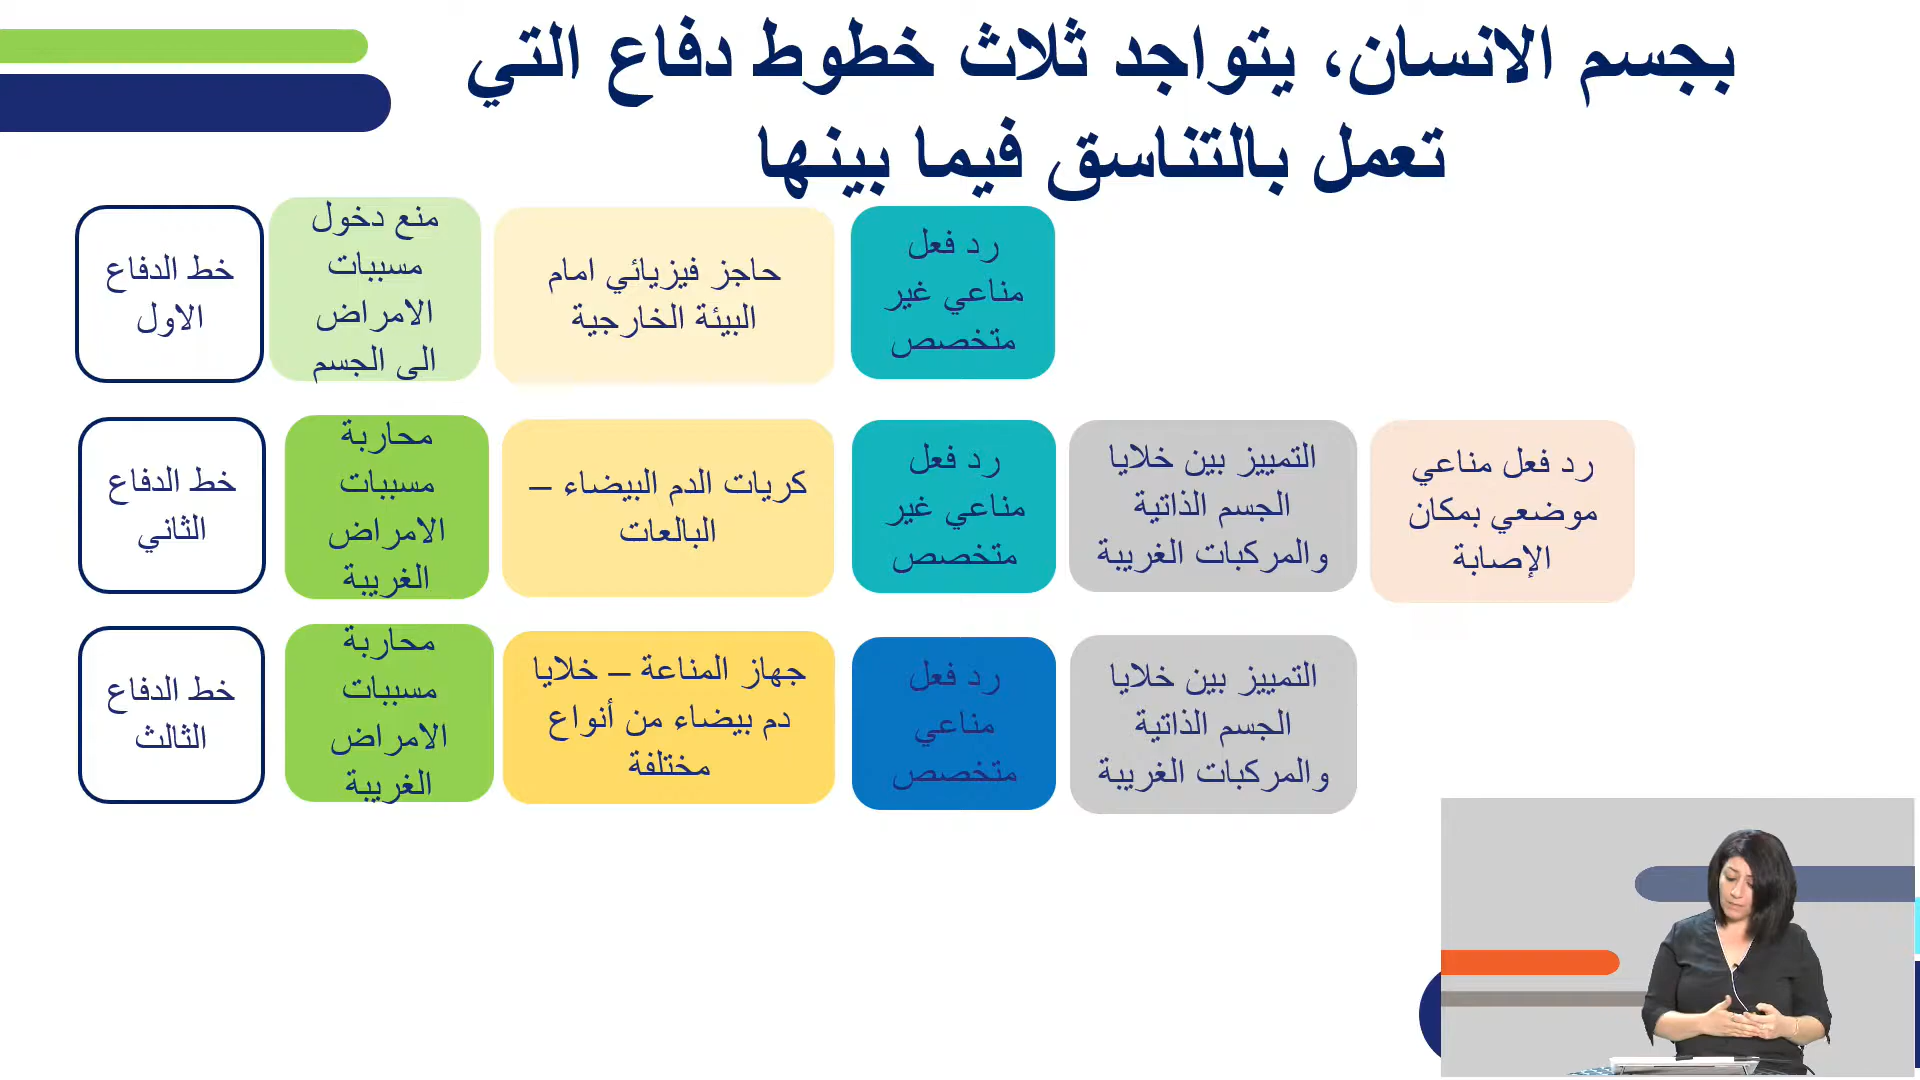 بجسم الانسان، يتواجد ثلاث خطوط دفاع التي
تعمل بالتناسق فيما بينها
خط الدفاع
الاول
منع دخول
مسببات
الامراض
الى الجسم
حاجز فيزيائي امام
البيئة الخارجية
رد فعل
مناعي غير
متخصص
خط الدفاع
الثاني
محاربة
مسببات
الامراض
الغريبة
كريات الدم البيضاء –
البالعات
رد فعل
مناعي غير
متخصص
التمييز بين خلايا
الجسم الذاتية
والمركبات الغريبة
رد فعل مناعي
موضعي بمكان
الإصابة
خط الدفاع
الثالث
محاربة
مسببات
الامراض
الغريبة
جهاز المناعة – خلايا
دم بيضاء من أنواع
مختلفة
رد فعل
مناعي
متخصص
التمييز بين خلايا
الجسم الذاتية
والمركبات الغريبة